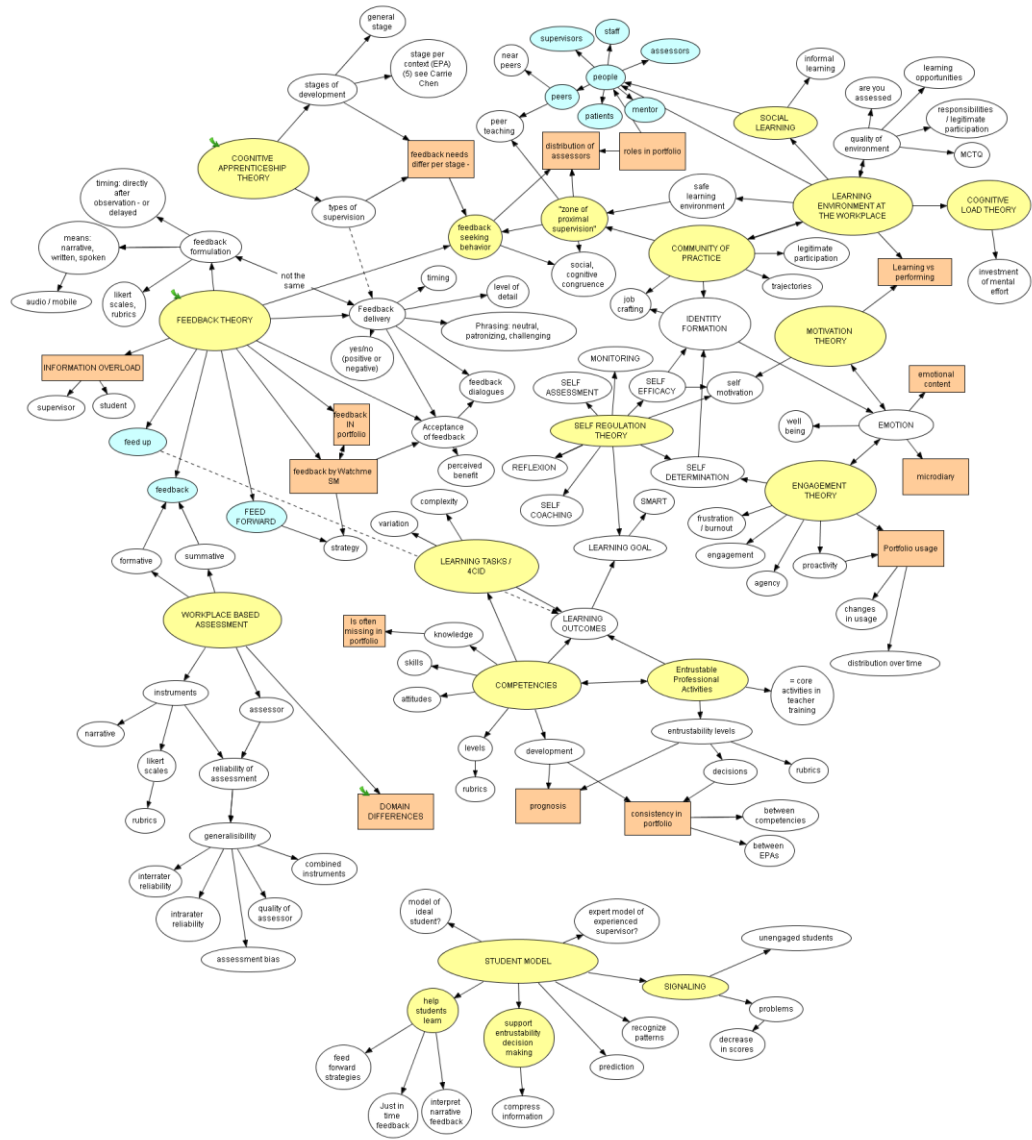 general
stage
supervisors
staff
assessors
near
peers
people
informal
learning
learning
opportunities
stage per
context (EPA)
(5) see Carrie
Chen
stages of
development
peers
patients
mentor
are you
assessed
SOCIAL
LEARNING
responsibilities
/ legitimate
participation
peer
teaching
quality of
environment
MCTQ
COGNITIVE
APPRENTICESHIP
THEORY
feedback needs
differ per stage -
distribution of
assessors
roles in portfolio
timing: directly
after
observation - or
delayed
types of
supervision
safe
learning
environment
LEARNING
ENVIRONMENT AT
THE WORKPLACE
COGNITIVE
LOAD THEORY
feedback
seeking
behavior
"zone of
proximal
supervision"
means:
narrative,
written, spoken
feedback
formulation
COMMUNITY OF
PRACTICE
legitimate
participation
social,
cognitive
congruence
Learning vs
performing
investment
of mental
effort
not the
same
timing
level of
detail
trajectories
audio / mobile
likert
scales,
rubrics
FEEDBACK THEORY
Feedback
delivery
job
crafting
IDENTITY
FORMATION
Phrasing: neutral,
patronizing, challenging
MOTIVATION
THEORY
yes/no
(positive or
negative)
MONITORING
INFORMATION OVERLOAD
feedback
dialogues
SELF
ASSESSMENT
SELF
EFFICACY
self
motivation
emotional
content
supervisor
student
feedback
IN
portfolio
Acceptance
of feedback
SELF REGULATION
THEORY
well
being
EMOTION
feed up
perceived
benefit
REFLEXION
SELF
DETERMINATION
feedback by Watchme
SM
microdiary
feedback
ENGAGEMENT
THEORY
complexity
SELF
COACHING
SMART
FEED
FORWARD
variation
frustration
/ burnout
strategy
LEARNING GOAL
engagement
Portfolio usage
formative
summative
LEARNING TASKS /
4CID
proactivity
agency
WORKPLACE BASED
ASSESSMENT
Is often
missing in
portfolio
knowledge
LEARNING
OUTCOMES
changes
in usage
skills
distribution over time
COMPETENCIES
Entrustable
Professional
Activities
= core
activities in
teacher
training
instruments
attitudes
assessor
narrative
levels
development
entrustability levels
likert
scales
reliability of
assessment
decisions
rubrics
rubrics
rubrics
DOMAIN
DIFFERENCES
prognosis
consistency in
portfolio
between
competencies
generalisibility
between
EPAs
interrater
reliability
combined
instruments
intrarater
reliability
quality of
assessor
model of
ideal
student?
expert model of
experienced
supervisor?
unengaged students
assessment bias
STUDENT MODEL
SIGNALING
help
students
learn
support
entrustability
decision
making
recognize
patterns
problems
decrease
in scores
feed
forward
strategies
prediction
Just in
time
feedback
interpret
narrative
feedback
compress
information